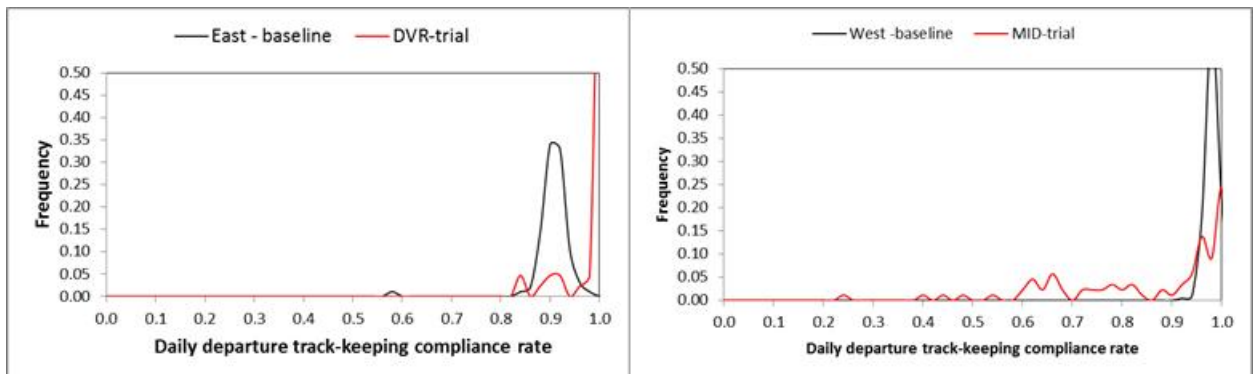 East - baseline DVR-trial
0.50
0.45
0.40
0.35
0.30
0.25
0.20
0.15
0.10
0.05
0.00
Frequency
0.0 0.1 0.2 0.3 0.4 0.5 0.6 0.7 0.8 0.9 1.0
Daily departure track-keeping compliance rate
West -baseline MID-trial
0.50
0.45
0.40
0.35
0.30
0.25
0.20
0.15
0.10
0.05
0.00
Frequency
0.0 0.1 0.2 0.3 0.4 0.5 0.6 0.7 0.8 0.9 1.0
Daily departure track-keeping compliance rate